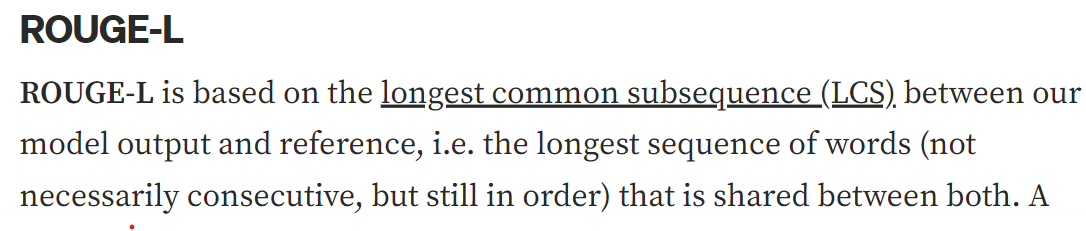 ROUGE-L
ROUGE-L is based on the longest common subsequence (LCS) between our
model output and reference, i.e. the longest sequence of words (not
necessarily consecutive, but still in order) that is shared between both. A